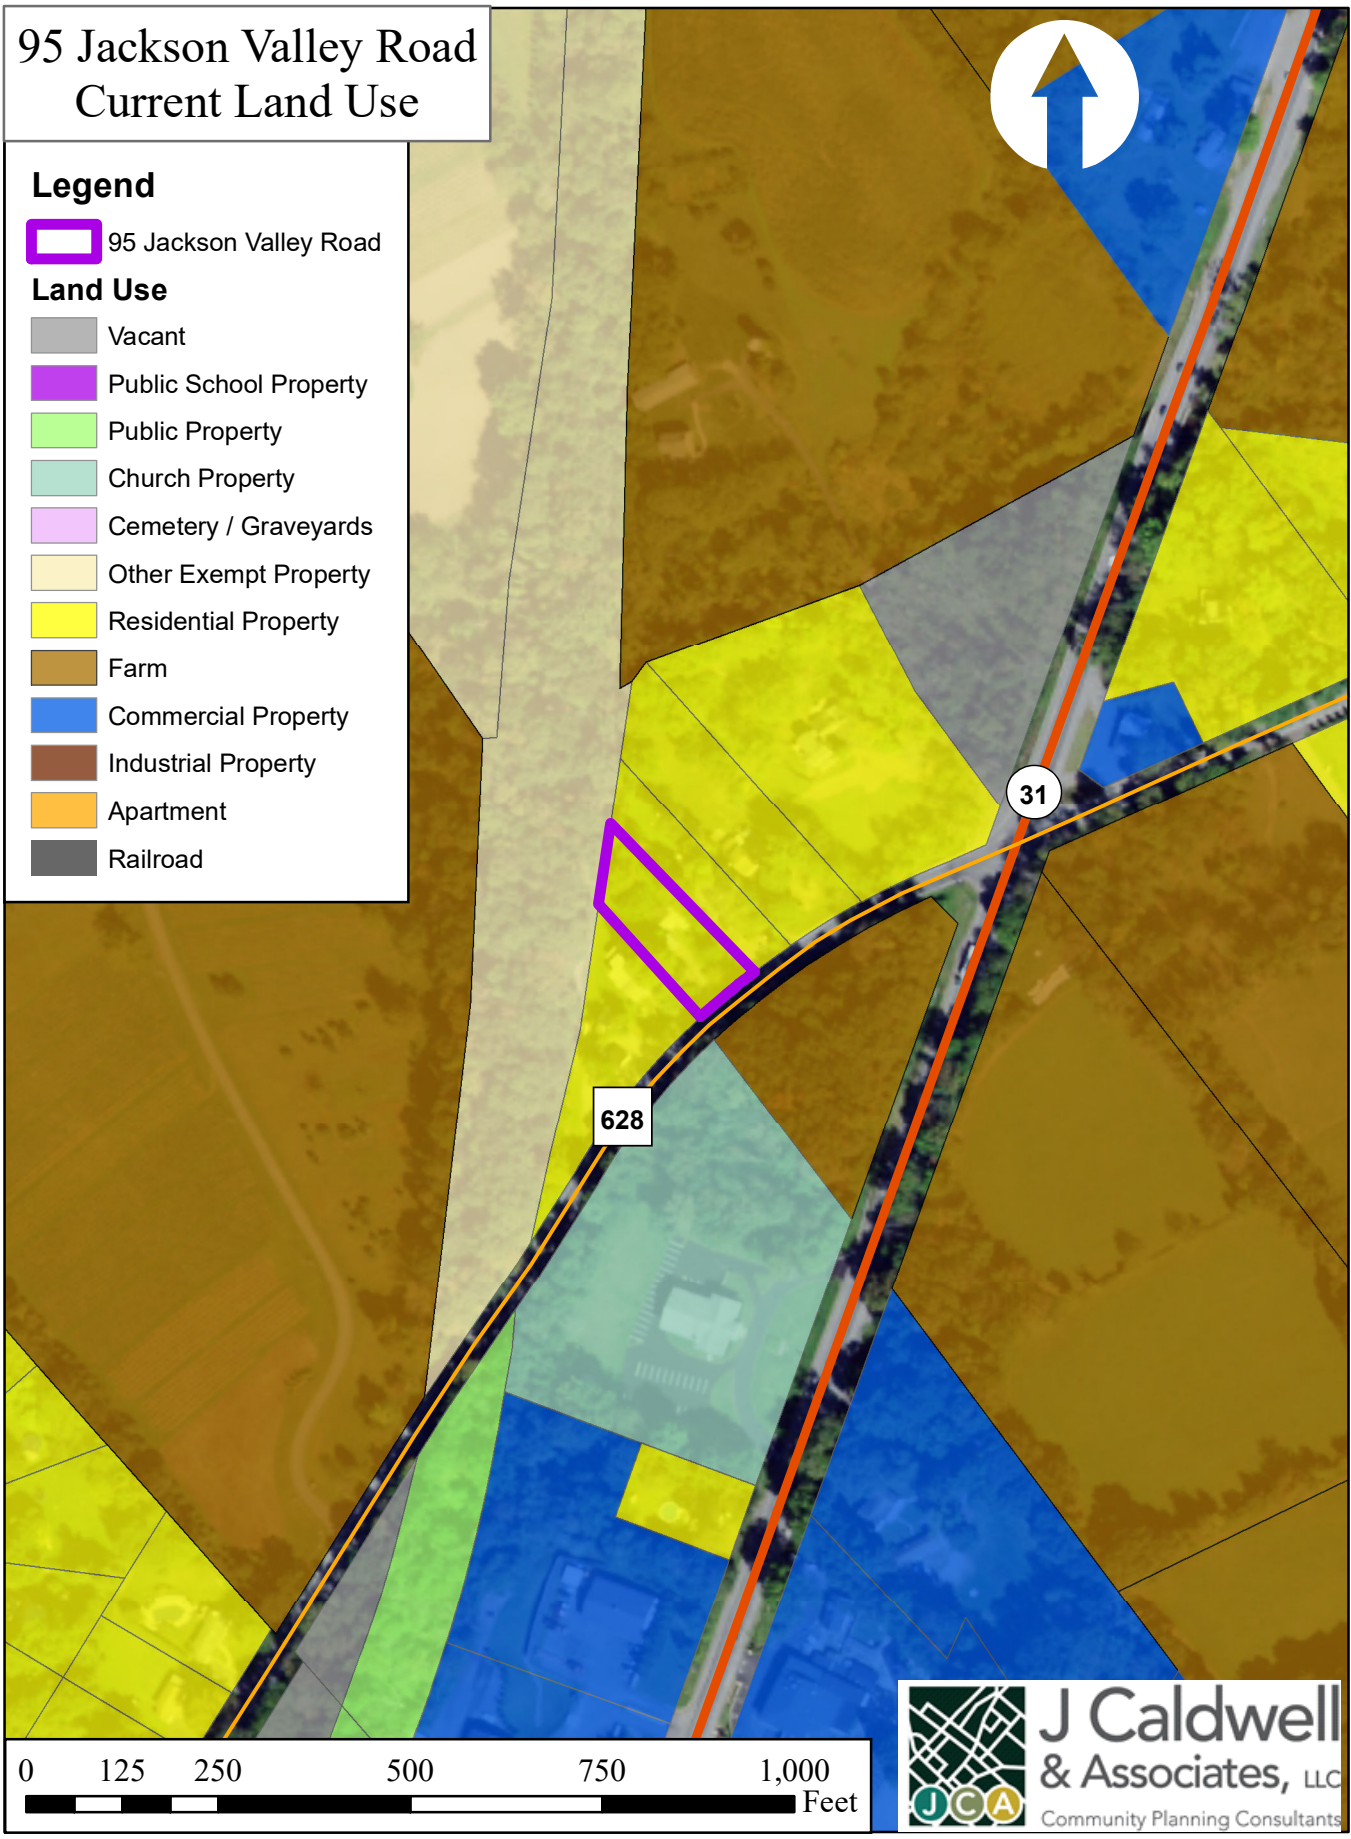 95 Jackson Valley Road
Current Land Use
Legend
95 Jackson Valley Road
Land Use
Vacant
Public School Property
Public Property
Church Property
Cemetery / Graveyards
Other Exempt Property
Residential Property
Farm
Commercial Property
Industrial Property
Apartment
Railroad
31
628
0 125 250 500 750 1,000
Feet
JCA
J Caldwell
& Associates, LLC
Community Planning Consultants